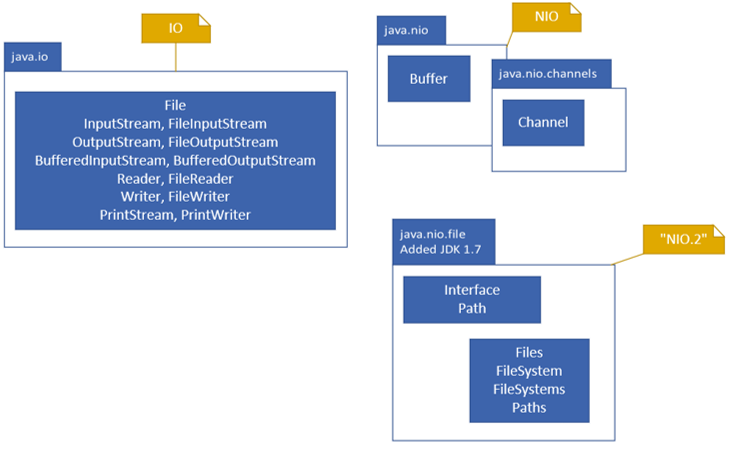 IO
java.io
File
InputStream, FileInputStream
OutputStream, FileOutputStream
BufferedInputStream, BufferedOutputStream
Reader, FileReader
Writer, FileWriter
PrintStream, PrintWriter
NIO
java.nio
Buffer
java.nio.channels
Channel
java.nio.file
Added JDK 1.7
"NIO.2"
Interface
Path
Files
FileSystem
FileSystems
Paths